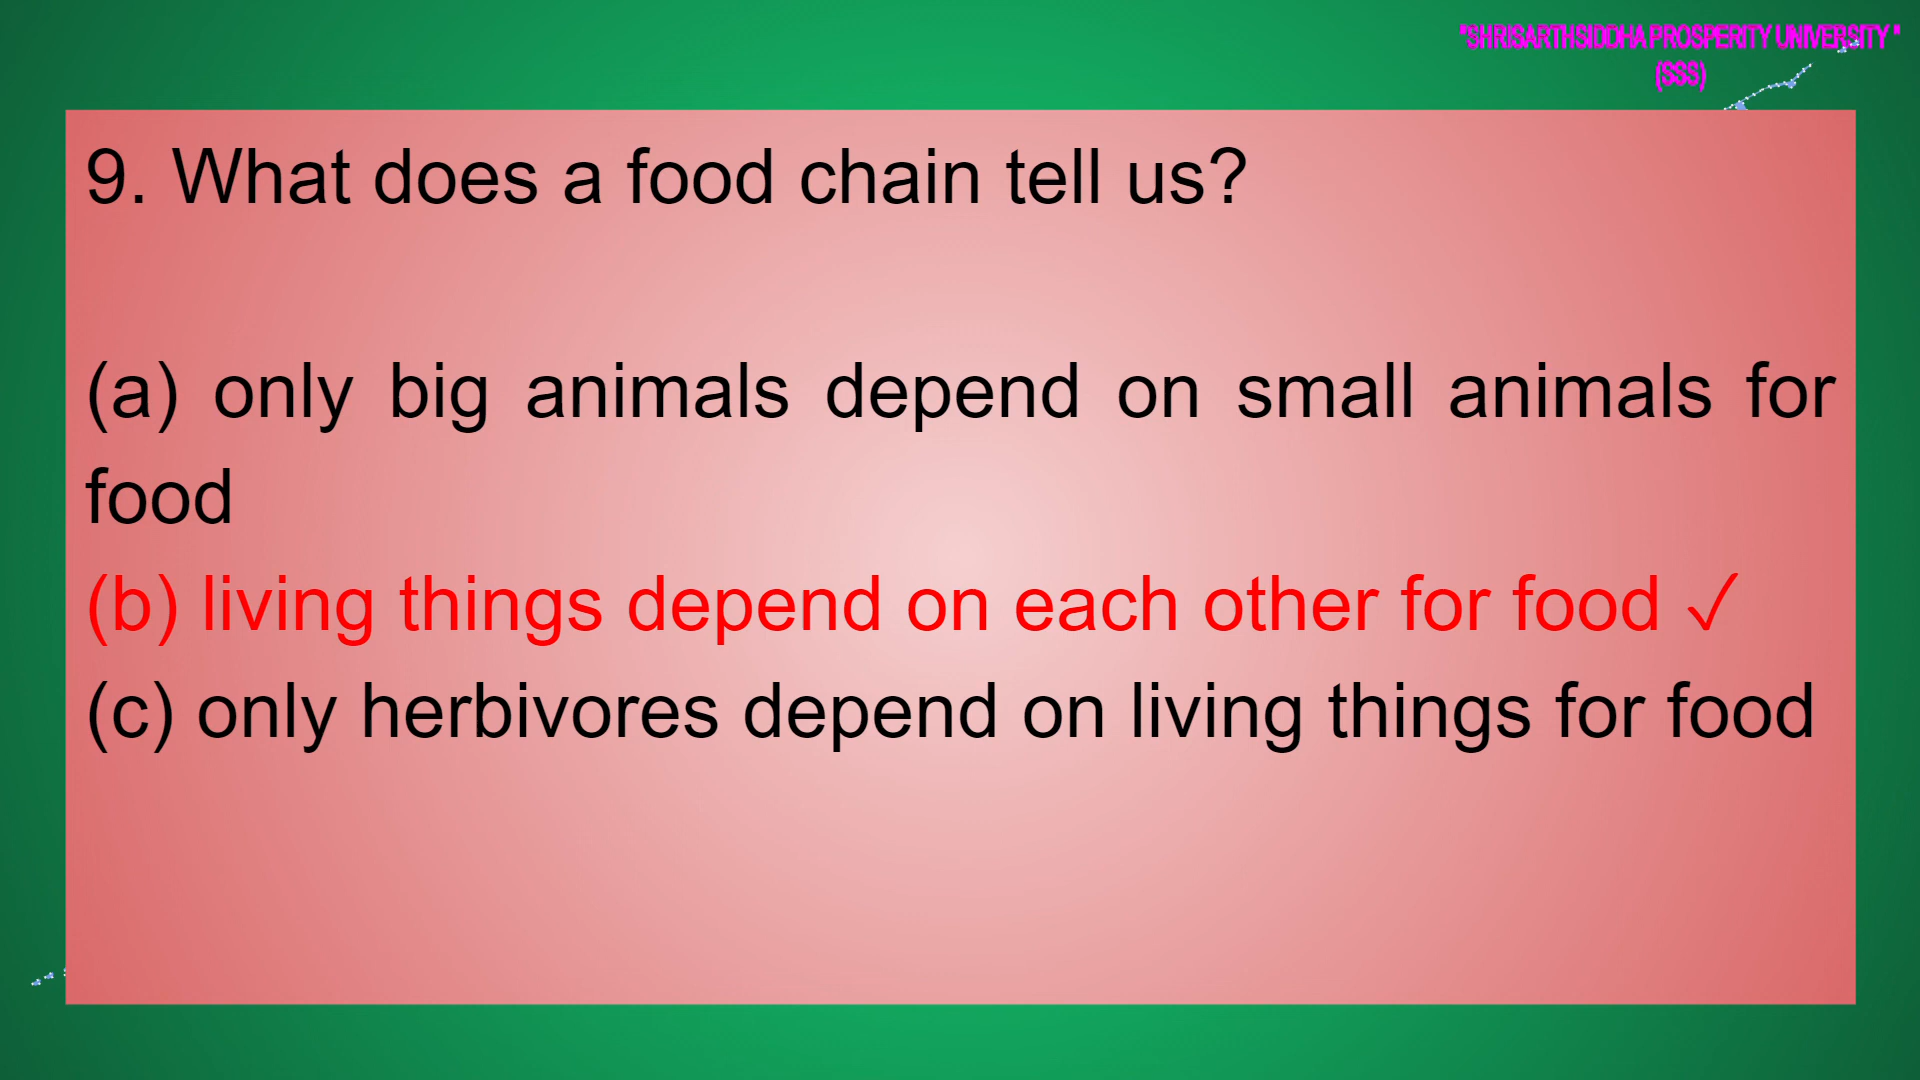 "SHRISARTHSIDDHA PROSPERITY UNIVERSITY "
(SSS)
9. What does a food chain tell us?
(a) only big animals depend on small animals for
food
(b) living things depend on each other for food ✓
(c) only herbivores depend on living things for food